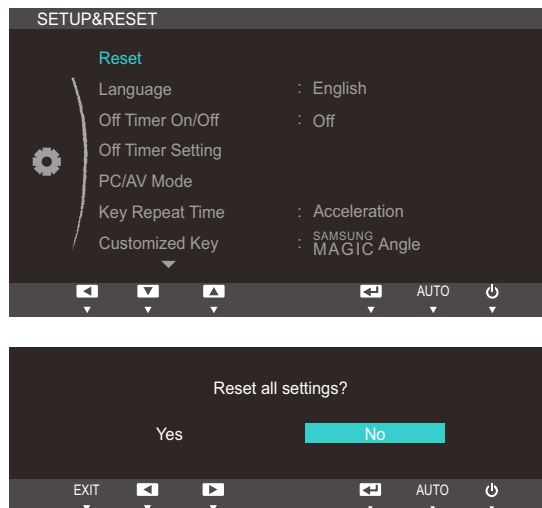 SETUP&RESET
Reset
Language : English
Off Timer On/Off : Off
Off Timer Setting
PC/AV Mode
Key Repeat Time : Acceleration
Customized Key : SAMSUNG MAGIC Angle
AUTO
Reset all settings?
Yes No
EXIT AUTO